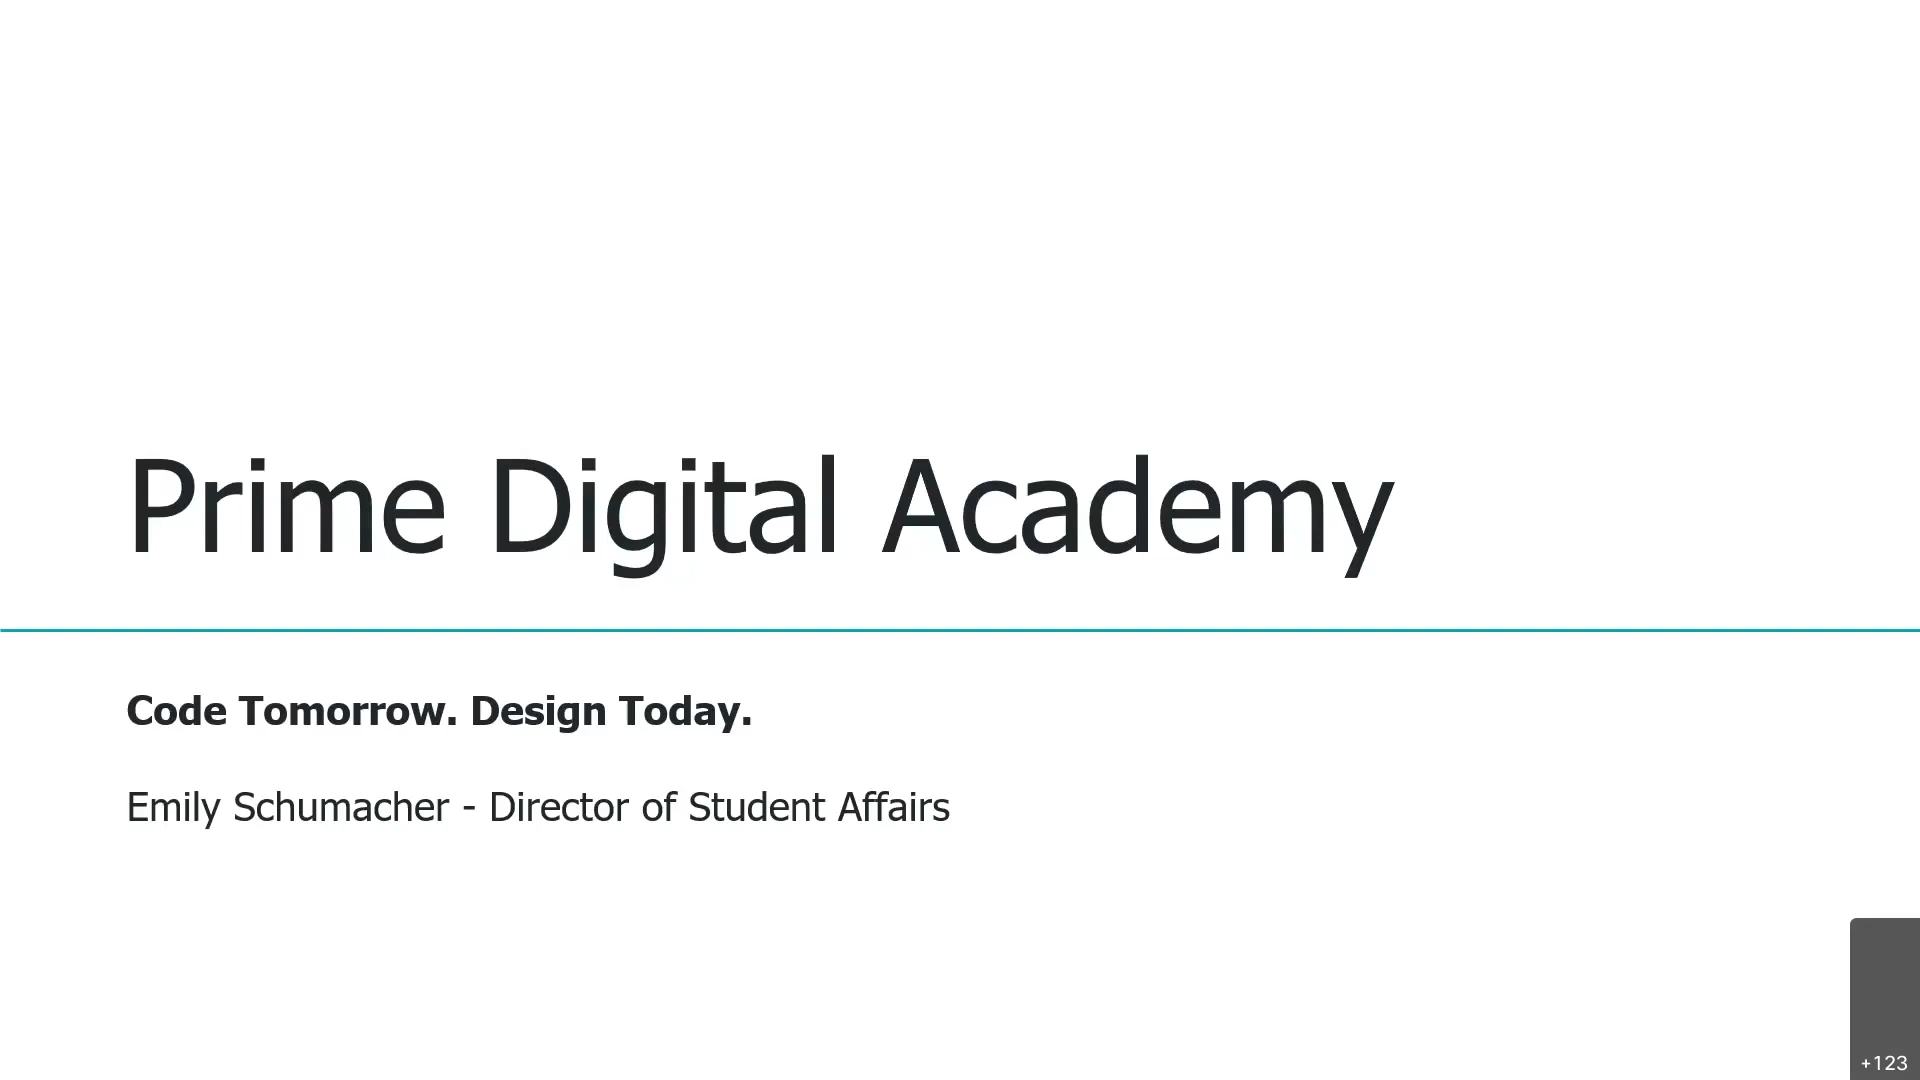 Prime Digital Academy
Code Tomorrow. Design Today.
Emily Schumacher - Director of Student Affairs
+123